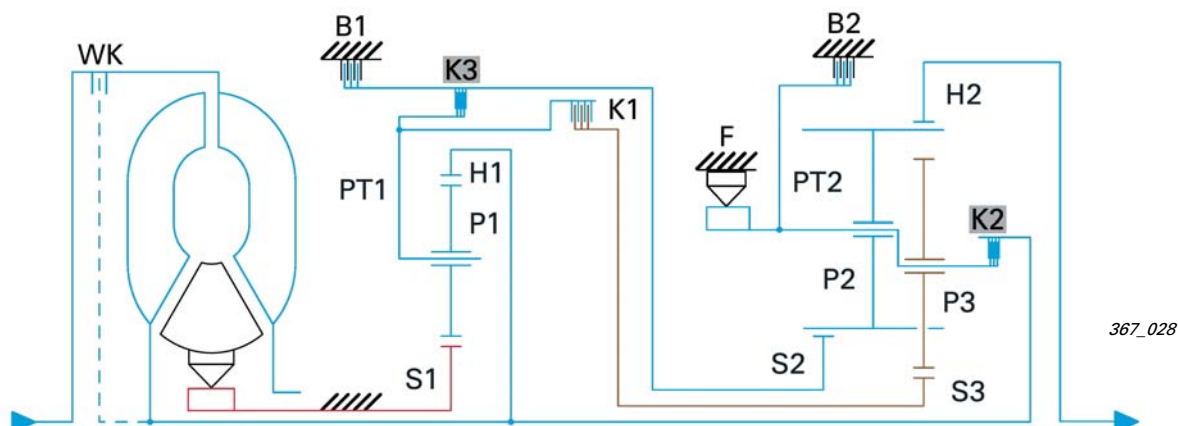 WK
B1
K3
K1
B2
H2
F
PT1
H1
P1
PT2
K2
P2
P3
S1
S2
S3
367_028